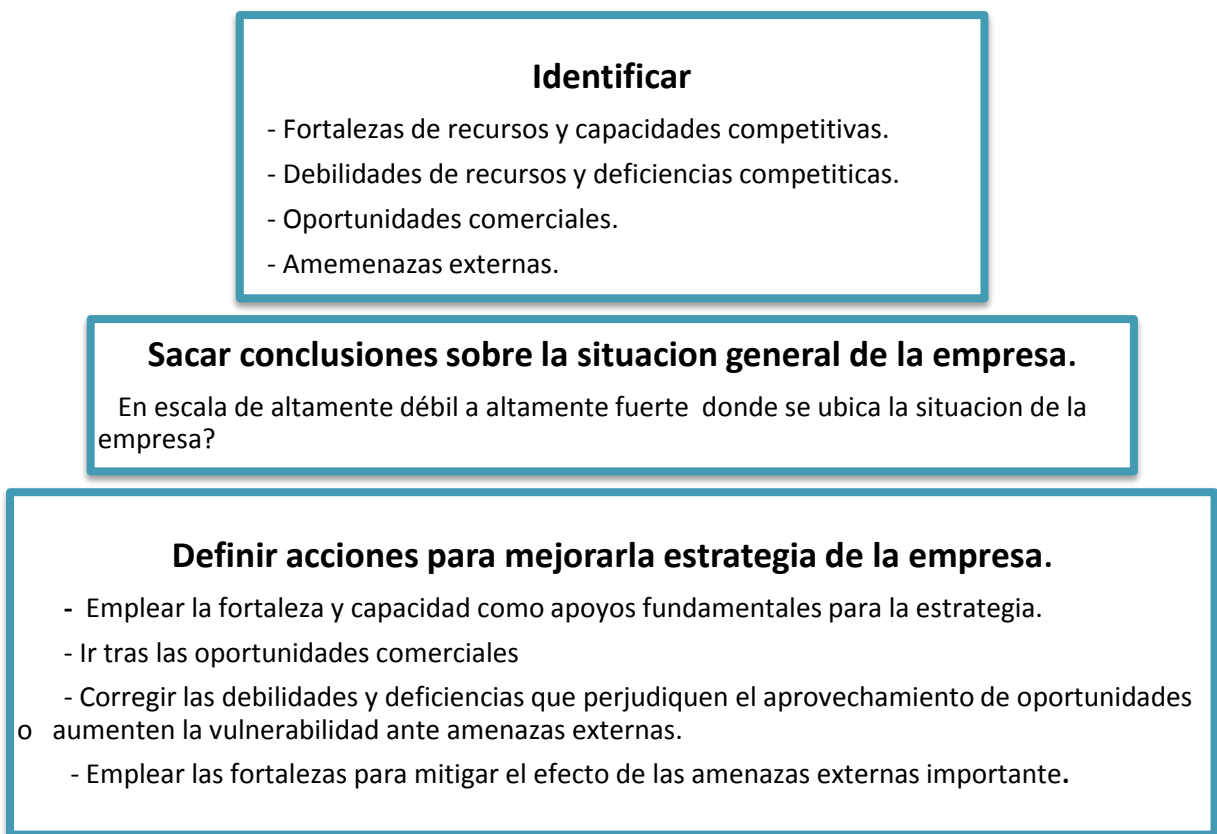 Identificar
- Fortalezas de recursos y capacidades competitivas.
- Debilidades de recursos y deficiencias competiticas.
- Oportunidades comerciales.
- Amemenazas externas.
Sacar conclusiones sobre la situacion general de la empresa.
En escala de altamente débil a altamente fuerte donde se ubica la situacion de la
empresa?
Definir acciones para mejorarla estrategia de la empresa.
- Emplear la fortaleza y capacidad como apoyos fundamentales para la estrategia.
- Ir tras las oportunidades comerciales
- Corregir las debilidades y deficiencias que perjudiquen el aprovechamiento de oportunidades
o aumenten la vulnerabilidad ante amenazas externas.
- Emplear las fortalezas para mitigar el efecto de las amenazas externas importante.